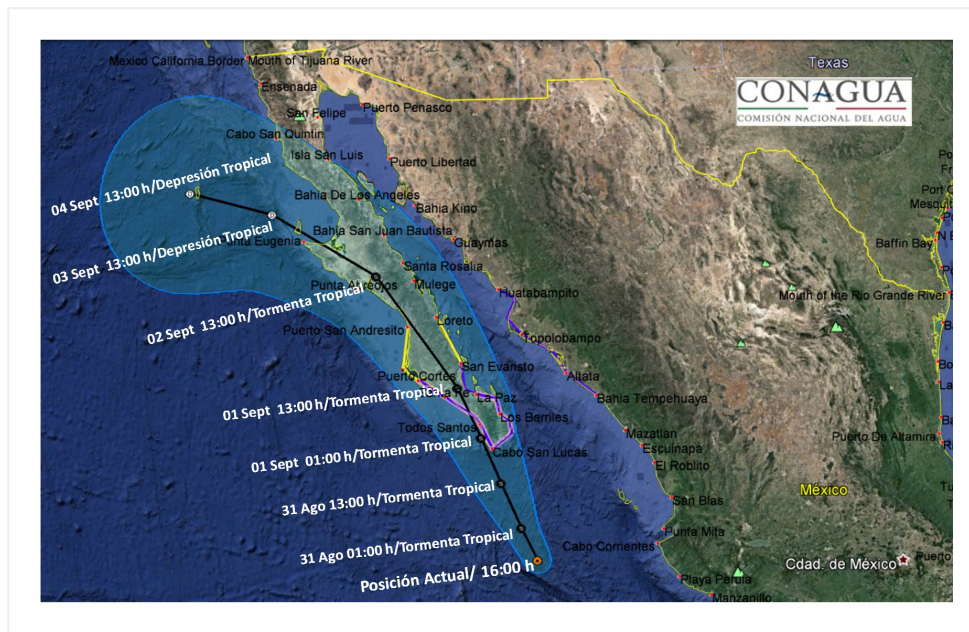 Mexico California Border
Mouth of Tijuana River
Texas
Ensenada
CONAGUA
COMISIÓN NACIONAL DEL AGUA
San Felipe
Puerto Penasco
Cabo San Quintin
Isla San Luis
Puerto Libertad
04 Sept 13:00 h/Depresión Tropical
Bahia De Los Angeles
Bahia Kino
Bahia San Juan Bautista
Punta Eugenia
Guaymas
Baffin Bay
03 Sept 13:00 h/Depresión Tropical
Santa Rosalia
Mulege
Punta Abreojos
Huatabampito
Mouth of the Rio Grande River
02 Sept 13:00 h/Tormenta Tropical
Loreto
Puerto San Andresito
Topolobampo
San Evaristo
Puerto Cortes
Altata
La Paz
Bahia Tempehuaya
01 Sept 13:00 h/Tormenta Tropical
Los Barriles
Todos Santos
Mazatlan
Puerto De Altamira
01 Sept 01:00 h/Tormenta Tropical
Cabo San Lucas
Escuinapa
El Roblito
31 Ago 13:00 h/Tormenta Tropical
México
San Blas
31 Ago 01:00 h/Tormenta Tropical
Punta Mita
Cabo Corrientes
Posición Actual/ 16:00 h
Cdad. de México
Puerto
Playa Perula
Manzanillo